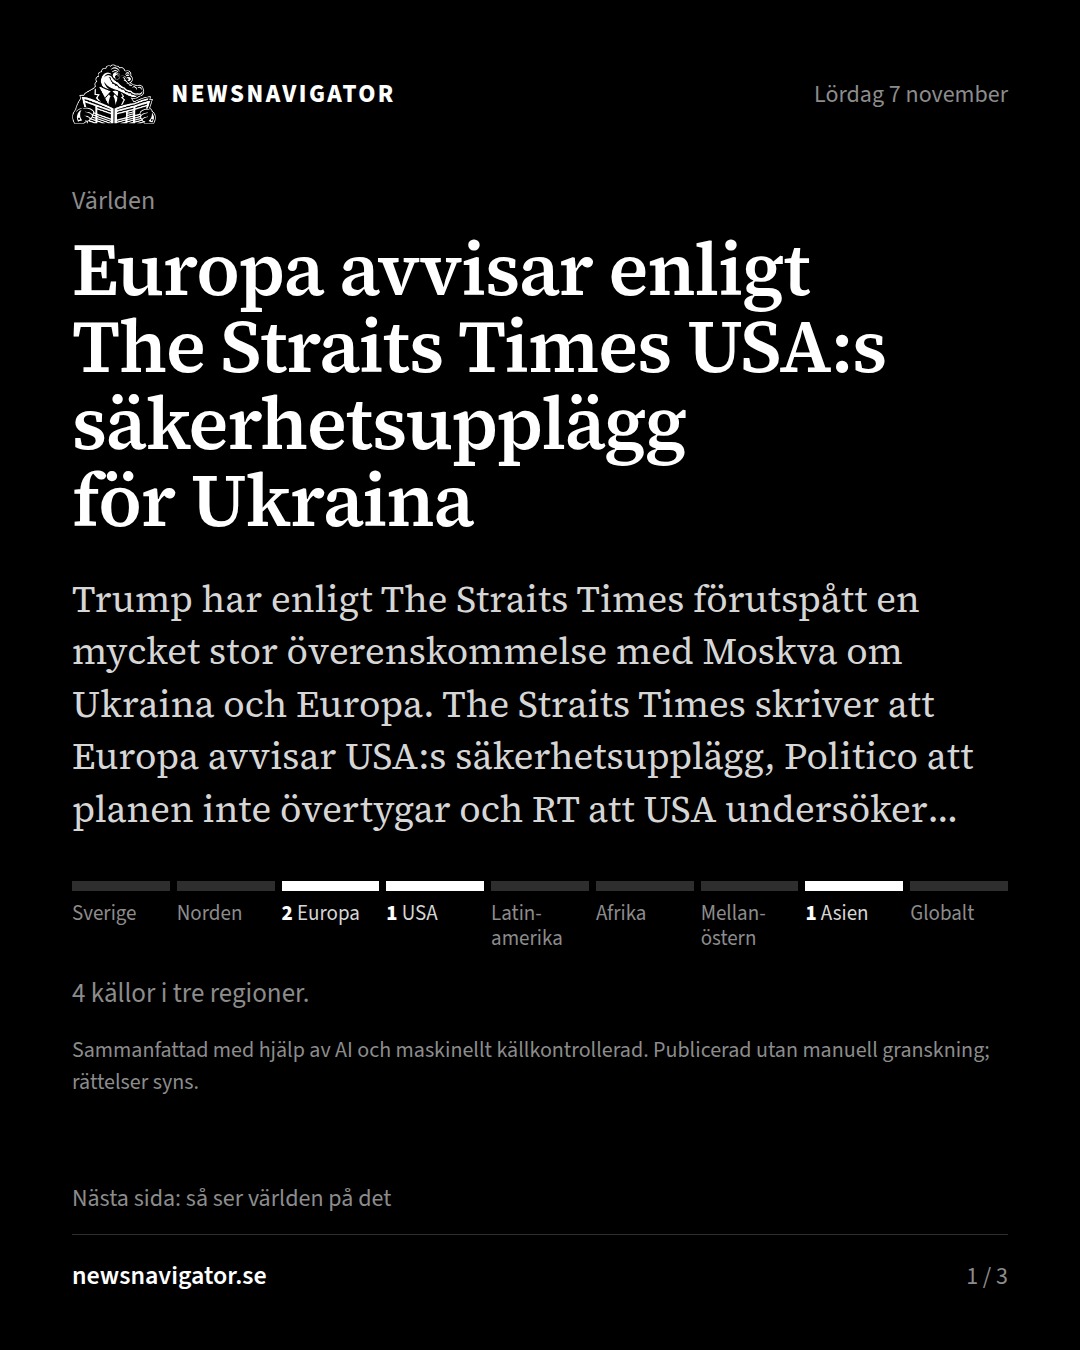 NEWSNAVIGATOR
Lördag 7 november
Världen
Europa avvisar enligt
The Straits Times USA:s
säkerhetsupplägg
för Ukraina
Trump har enligt The Straits Times förutspått en
mycket stor överenskommelse med Moskva om
Ukraina och Europa. The Straits Times skriver att
Europa avvisar USA:s säkerhetsupplägg, Politico att
planen inte övertygar och RT att USA undersöker...
Sverige
Norden
2 Europa
1 USA
Latin-
amerika
Afrika
Mellan-
östern
1 Asien
Globalt
4 källor i tre regioner.
Sammanfattad med hjälp av AI och maskinellt källkontrollerad. Publicerad utan manuell granskning;
rättelser syns.
Nästa sida: så ser världen på det
newsnavigator.se
1 / 3